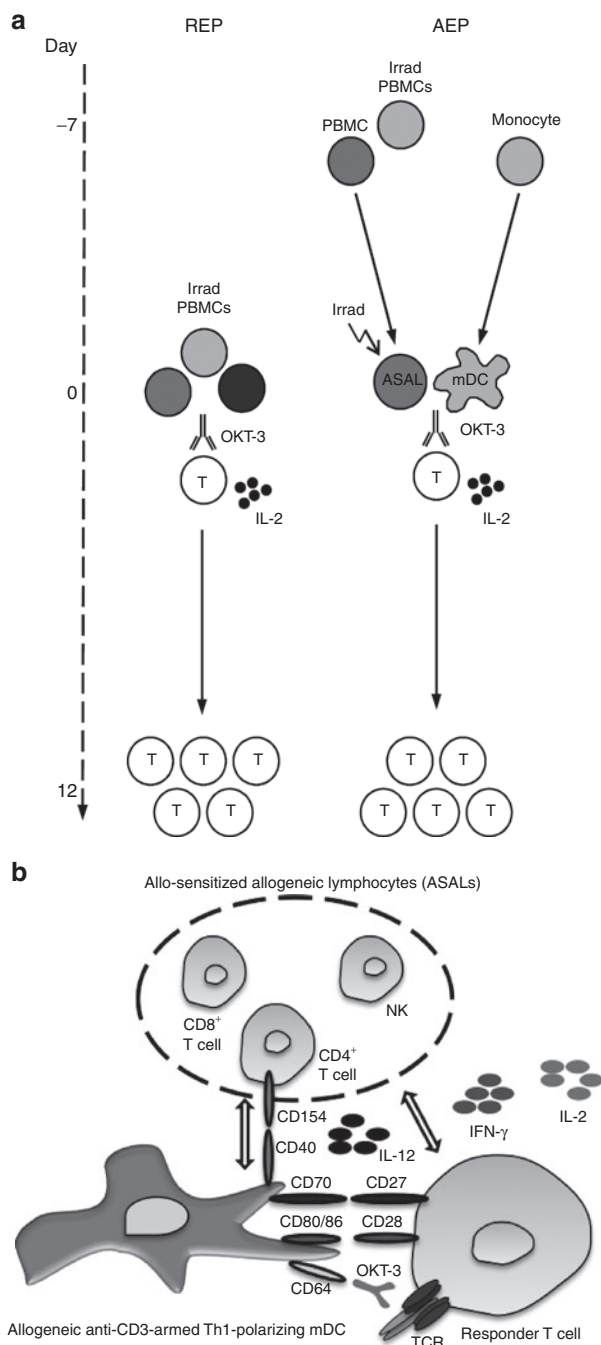 a
REP
AEP
Day
Irrad
PBMCs
–7
PBMC
Monocyte
Irrad
PBMCs
Irrad
0
ASAL
mDC
OKT-3
OKT-3
T
T
IL-2
IL-2
T T T
T T
12
T T
T T T
b
Allo-sensitized allogeneic lymphocytes (ASALs)
CD8+
T cell
NK
CD4+
T cell
CD154
IFN-γ
IL-2
CD40
IL-12
CD70
CD27
CD80/86
CD28
OKT-3
CD64
Allogeneic anti-CD3-armed Th1-polarizing mDC
TCR
Responder T cell